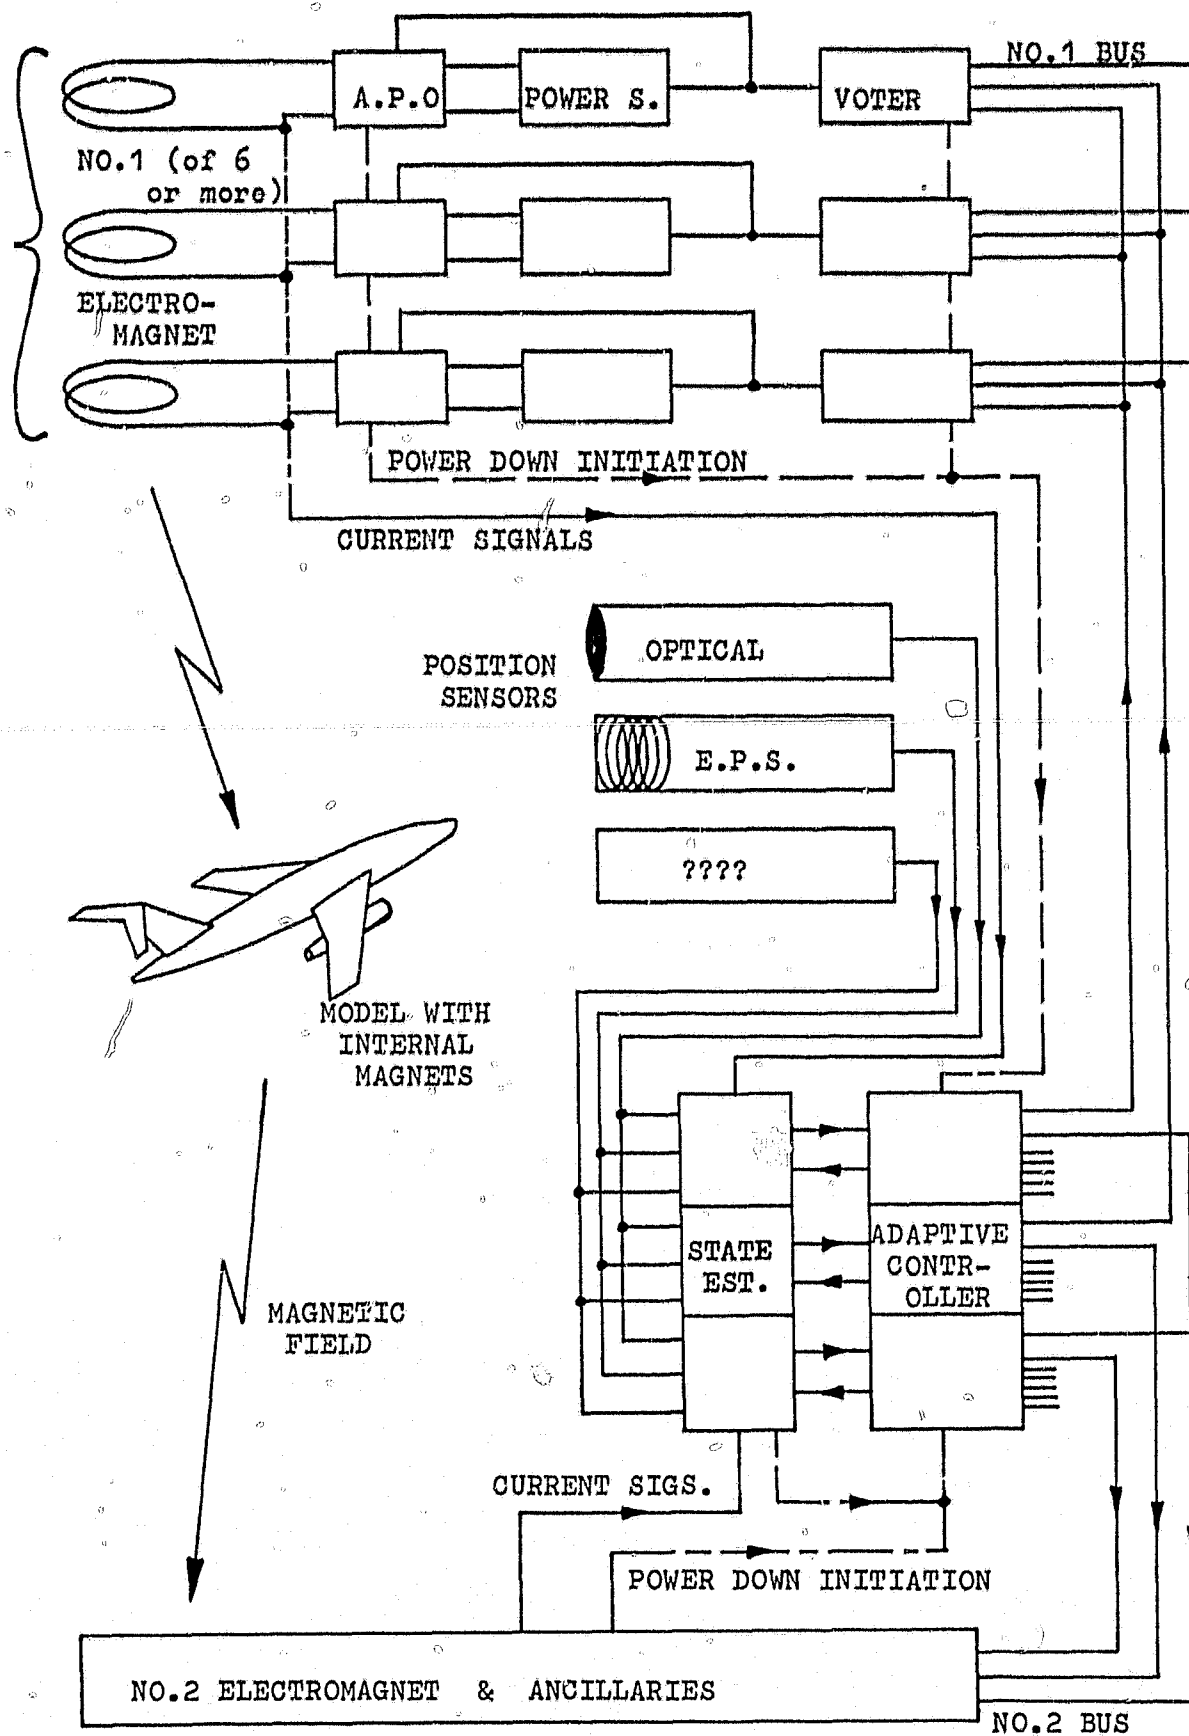 NO.1 BUS
A.P.O
POWER S.
VOTER
NO.1 (of 6
or more)
ELECTRO-
MAGNET
POWER DOWN INITIATION
CURRENT SIGNALS
POSITION
SENSORS
OPTICAL
E.P.S.
????
MODEL WITH
INTERNAL
MAGNETS
STATE
EST.
ADAPTIVE
CONTR-
OLLER
MAGNETIC
FIELD
CURRENT SIGS.
POWER DOWN INITIATION
NO.2 ELECTROMAGNET & ANCILLARIES
NO.2 BUS